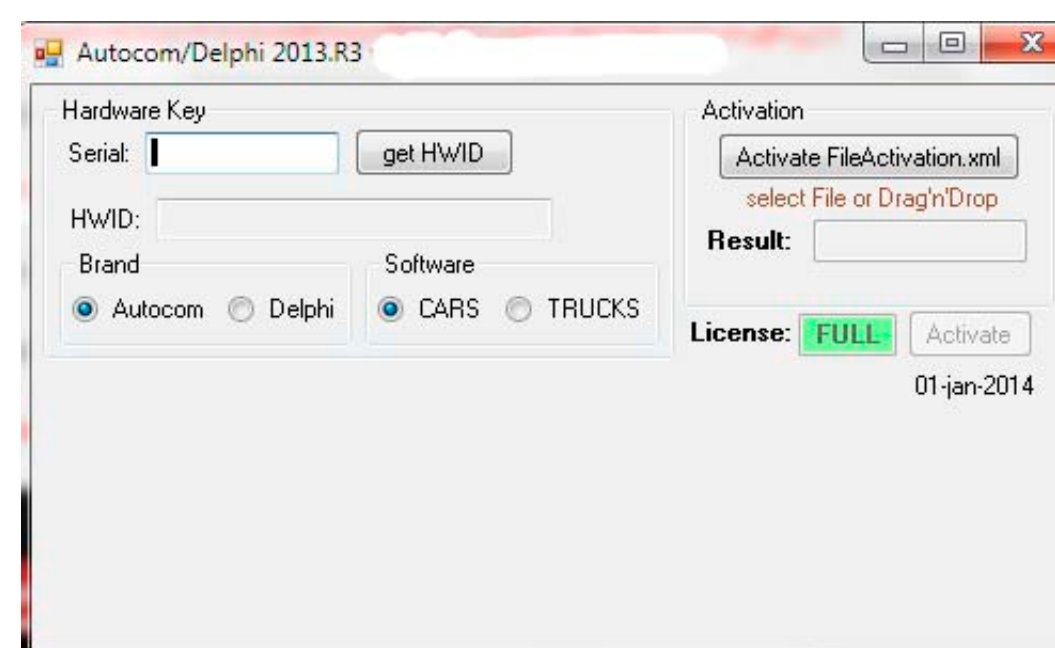 Autocom/Delphi 2013.R3
Hardware Key
Serial:
get HWID
HWID:
Brand
Autocom
Delphi
Software
CARS
TRUCKS
Activation
Activate FileActivation.xml
select File or Drag'n'Drop
Result:
License:
FULL
Activate
01-jan-2014